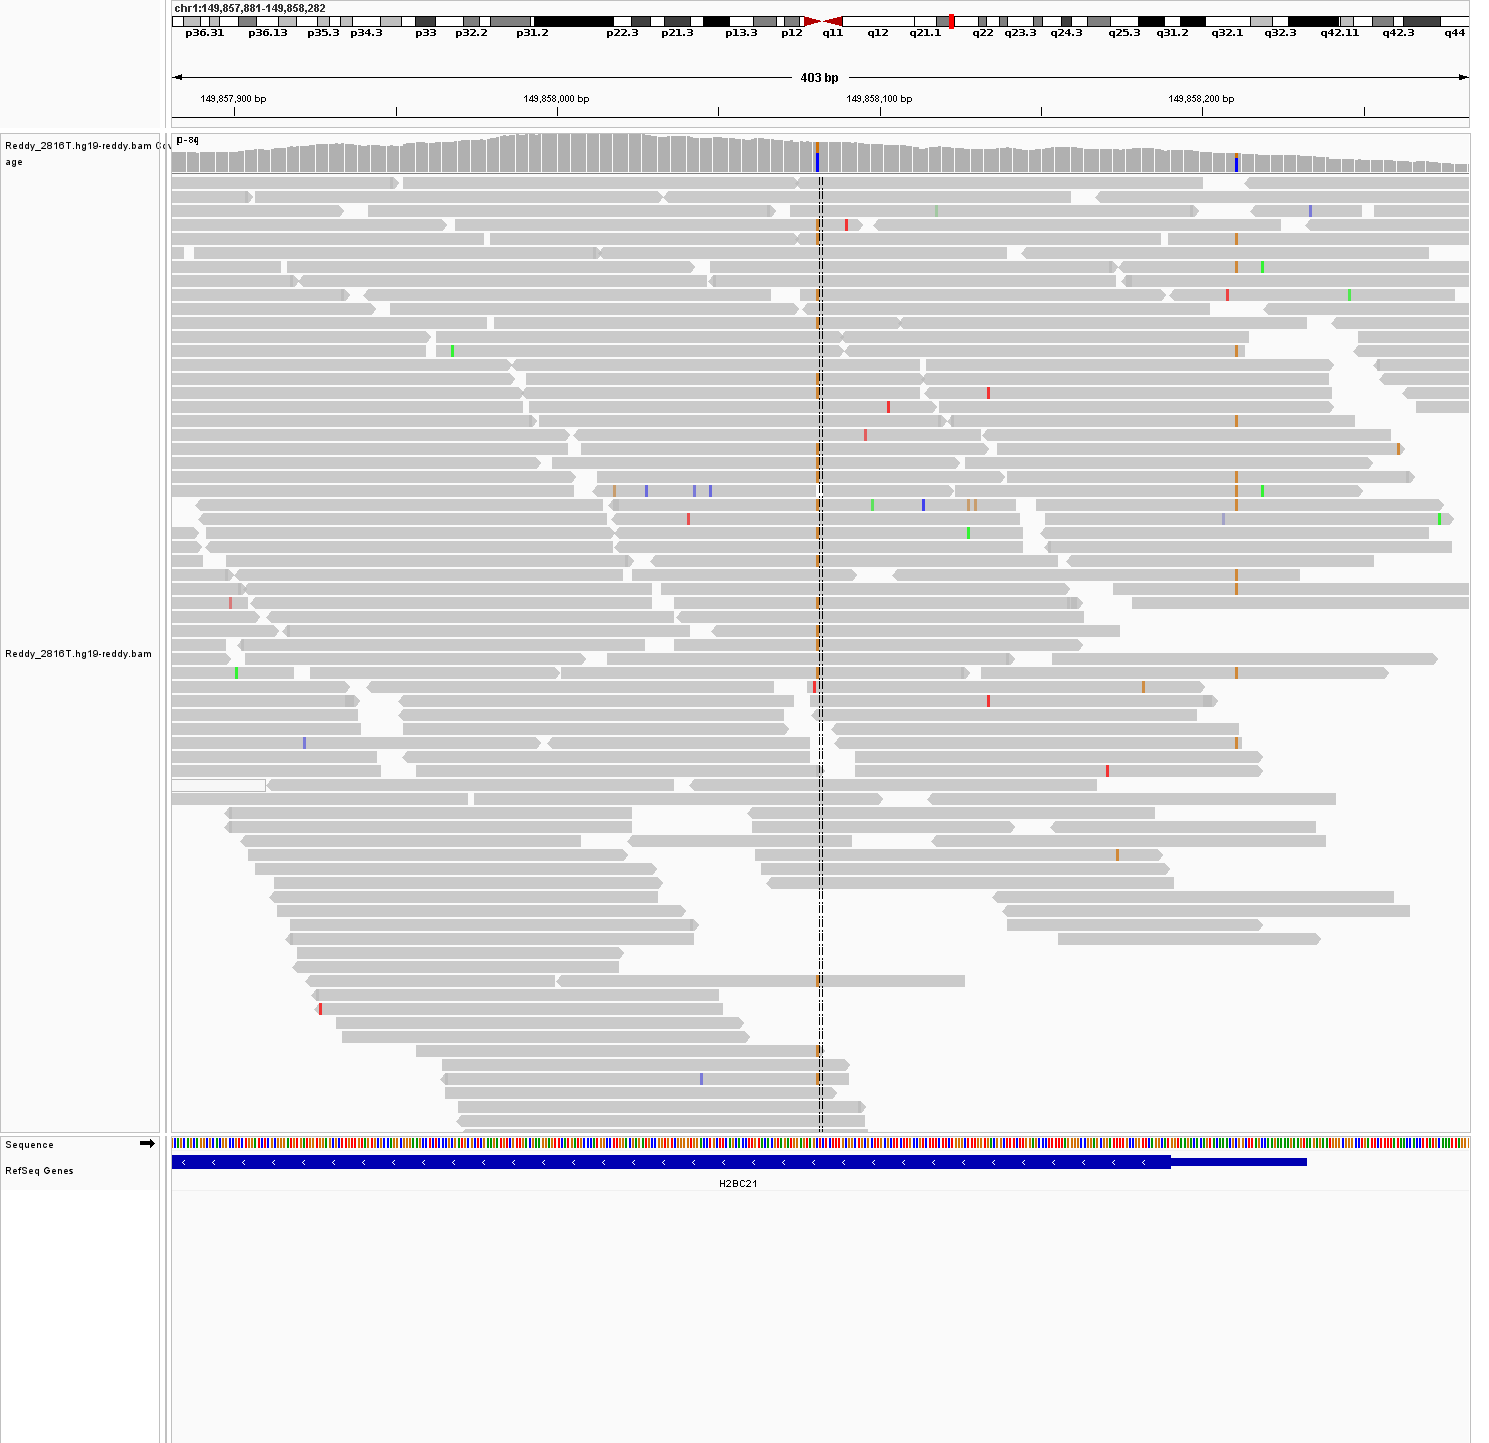 chr1:149,857,881-149,858,282
p36.31 p36.13 p35.3 p34.3 p33 p32.2 p31.2 p22.3 p21.3 p13.3 p12 q11 q12 q21.1 q22 q23.3 q24.3 q25.3 q31.2 q32.1 q32.3 q42.11 q42.3 q44
403 bp
149,857,900 bp 149,858,000 bp 149,858,100 bp 149,858,200 bp
Reddy_2816T.hg19-reddy.bam Cov
age
[0-84]
Reddy_2816T.hg19-reddy.bam
Sequence
RefSeq Genes
H2BC21